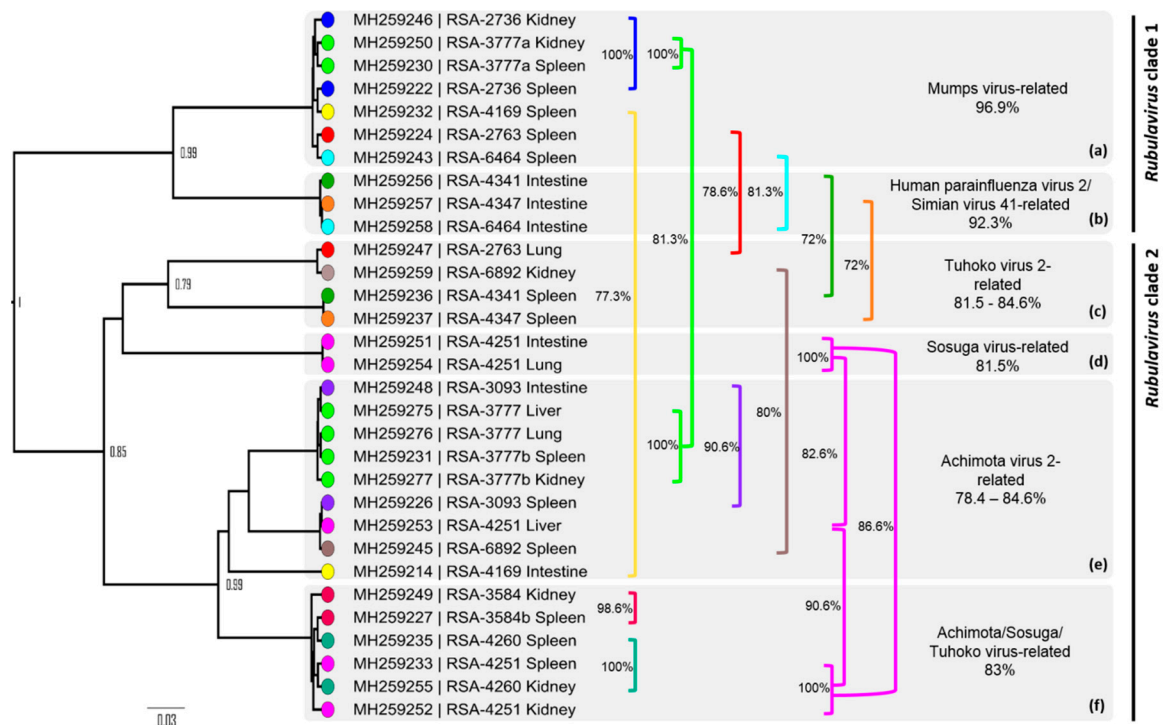 MH259246 | RSA-2736 Kidney
MH259250 | RSA-3777a Kidney
MH259230 | RSA-3777a Spleen
MH259222 | RSA-2736 Spleen
MH259232 | RSA-4169 Spleen
MH259224 | RSA-2763 Spleen
MH259243 | RSA-6464 Spleen
100%
100%
Mumps virus-related
96.9%
(a)
0.99
MH259256 | RSA-4341 Intestine
MH259257 | RSA-4347 Intestine
MH259258 | RSA-6464 Intestine
78.6%
81.3%
Human parainfluenza virus 2/
Simian virus 41-related
92.3%
(b)
Rubulavirus clade 1
1
MH259247 | RSA-2763 Lung
MH259259 | RSA-6892 Kidney
MH259236 | RSA-4341 Spleen
MH259237 | RSA-4347 Spleen
0.79
81.3%
72%
72%
77.3%
Tuhoko virus 2-
related
81.5 - 84.6%
(c)
MH259251 | RSA-4251 Intestine
MH259254 | RSA-4251 Lung
100%
Sosuga virus-related
81.5%
(d)
MH259248 | RSA-3093 Intestine
MH259275 | RSA-3777 Liver
MH259276 | RSA-3777 Lung
MH259231 | RSA-3777b Spleen
MH259277 | RSA-3777b Kidney
MH259226 | RSA-3093 Spleen
MH259253 | RSA-4251 Liver
MH259245 | RSA-6892 Spleen
MH259214 | RSA-4169 Intestine
0.85
0.99
100%
90.6%
80%
82.6%
86.6%
Achimota virus 2-
related
78.4 – 84.6%
(e)
MH259249 | RSA-3584 Kidney
MH259227 | RSA-3584b Spleen
MH259235 | RSA-4260 Spleen
MH259233 | RSA-4251 Spleen
MH259255 | RSA-4260 Kidney
MH259252 | RSA-4251 Kidney
98.6%
100%
90.6%
100%
Achimota/Sosuga/
Tuhoko virus-related
83%
(f)
Rubulavirus clade 2
0.03